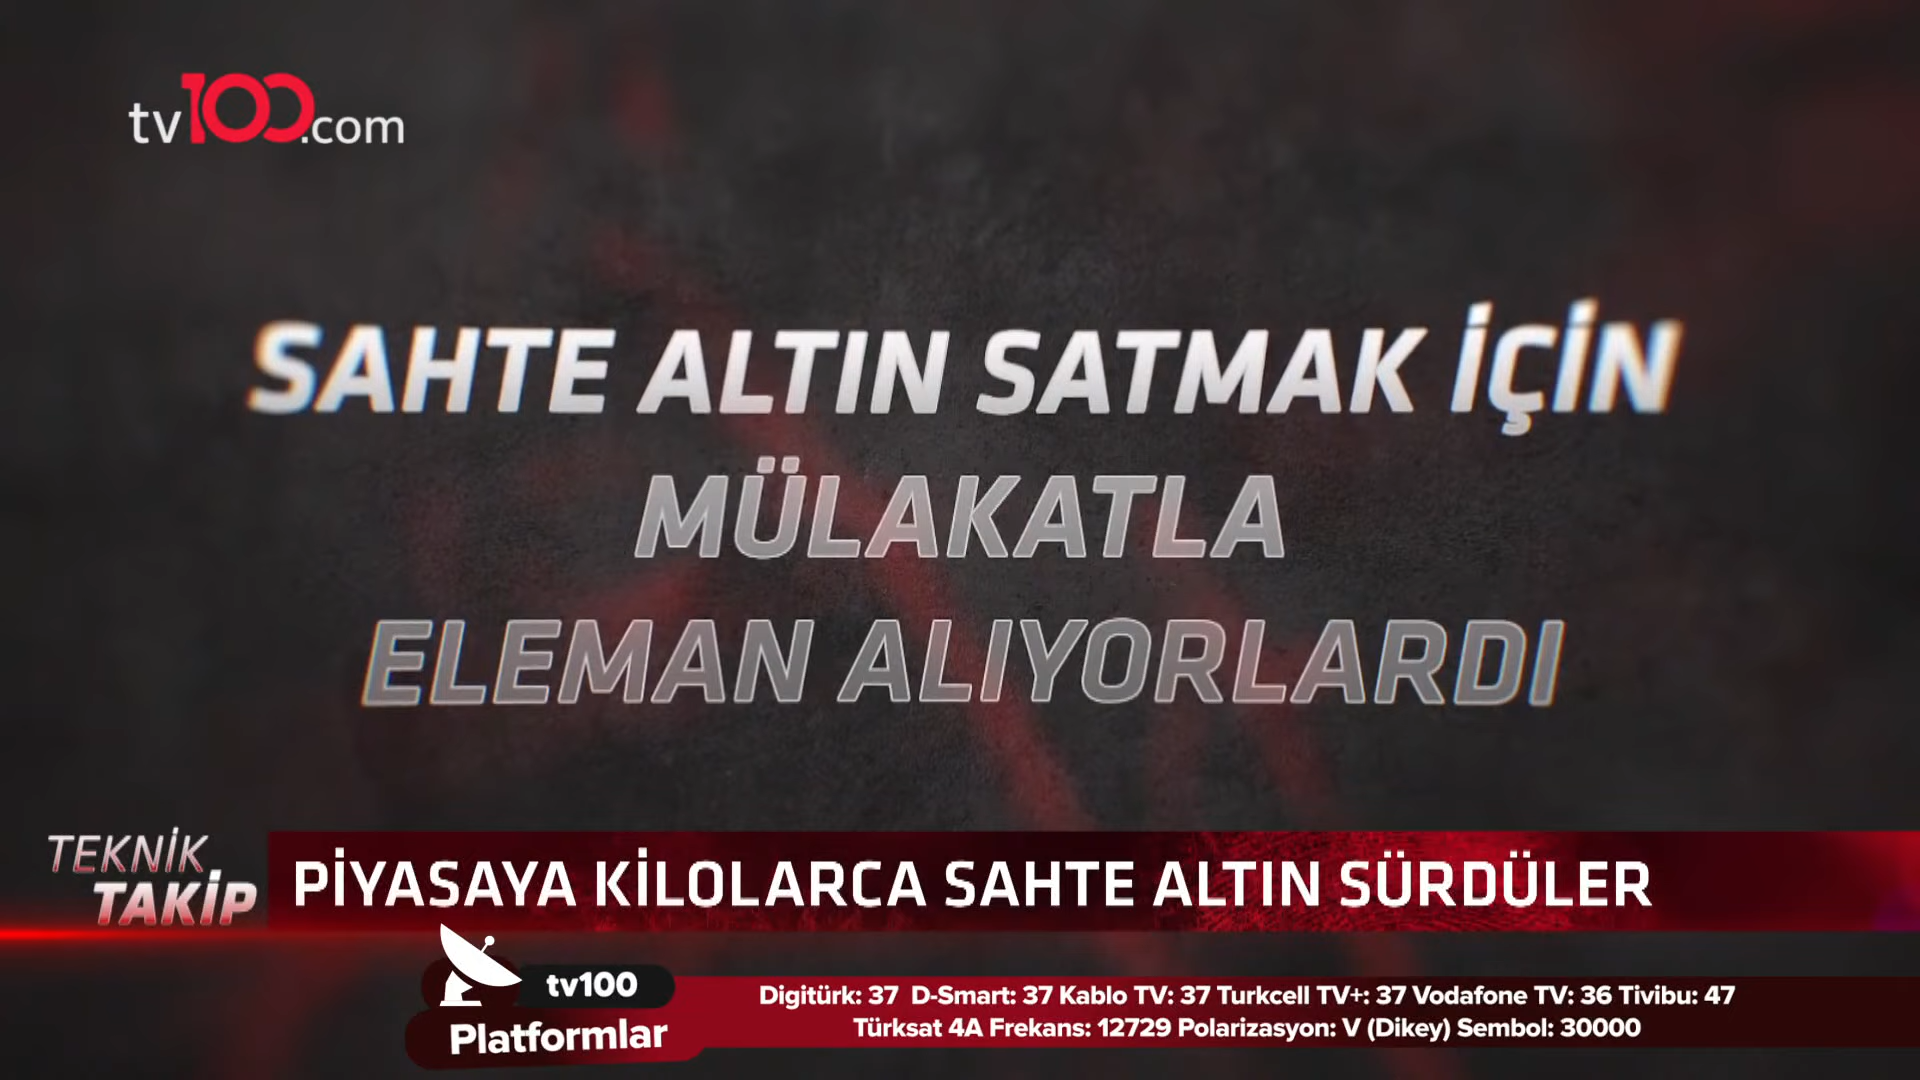 tv100.com
SAHTE ALTIN SATMAK İÇİN
MÜLAKATLA
ELEMAN ALIYORLARDI
TEKNİK
TAKİP
PİYASAYA KİLOLARCA SAHTE ALTIN SÜRDÜLER
tv100
Platformlar
Digitürk: 37 D-Smart: 37 Kablo TV: 37 Turkcell TV+: 37 Vodafone TV: 36 Tivibu: 47
Türksat 4A Frekans: 12729 Polarizasyon: V (Dikey) Sembol: 30000